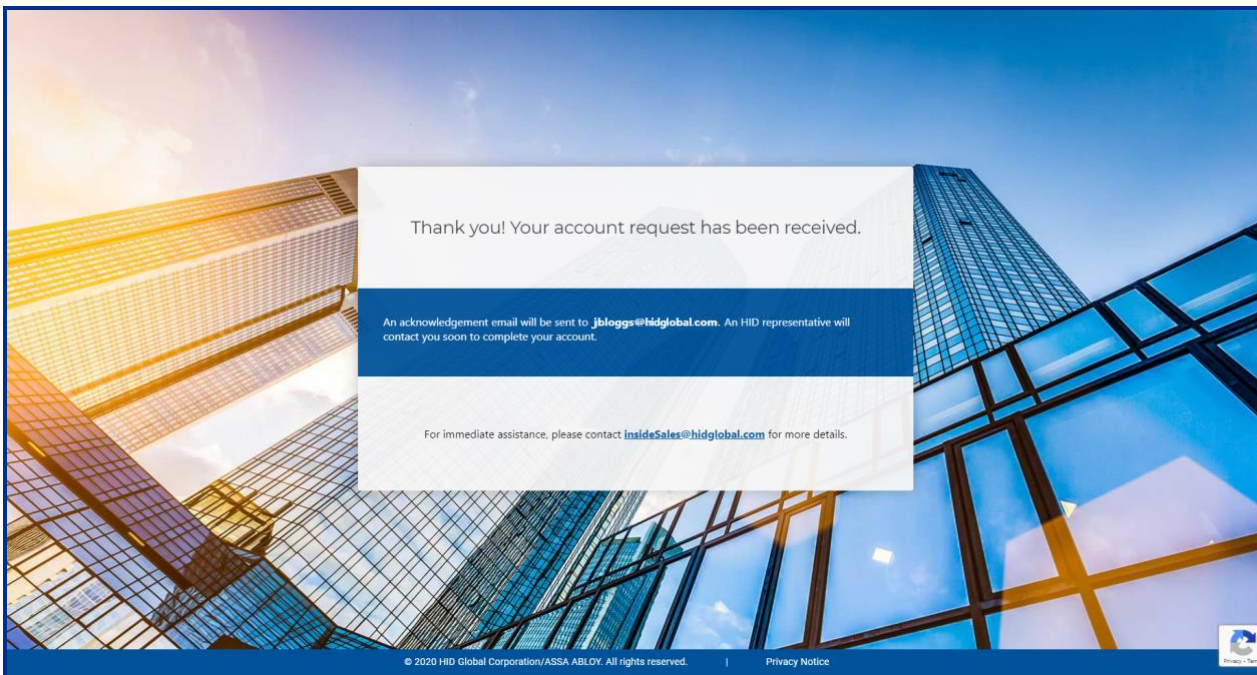 Thank you! Your account request has been received.
An acknowledgement email will be sent to jbloggs@hidglobal.com. An HID representative will
contact you soon to complete your account.
For immediate assistance, please contact insideSales@hidglobal.com for more details.
© 2020 HID Global Corporation/ASSA ABLOY. All rights reserved. | Privacy Notice
Privacy -